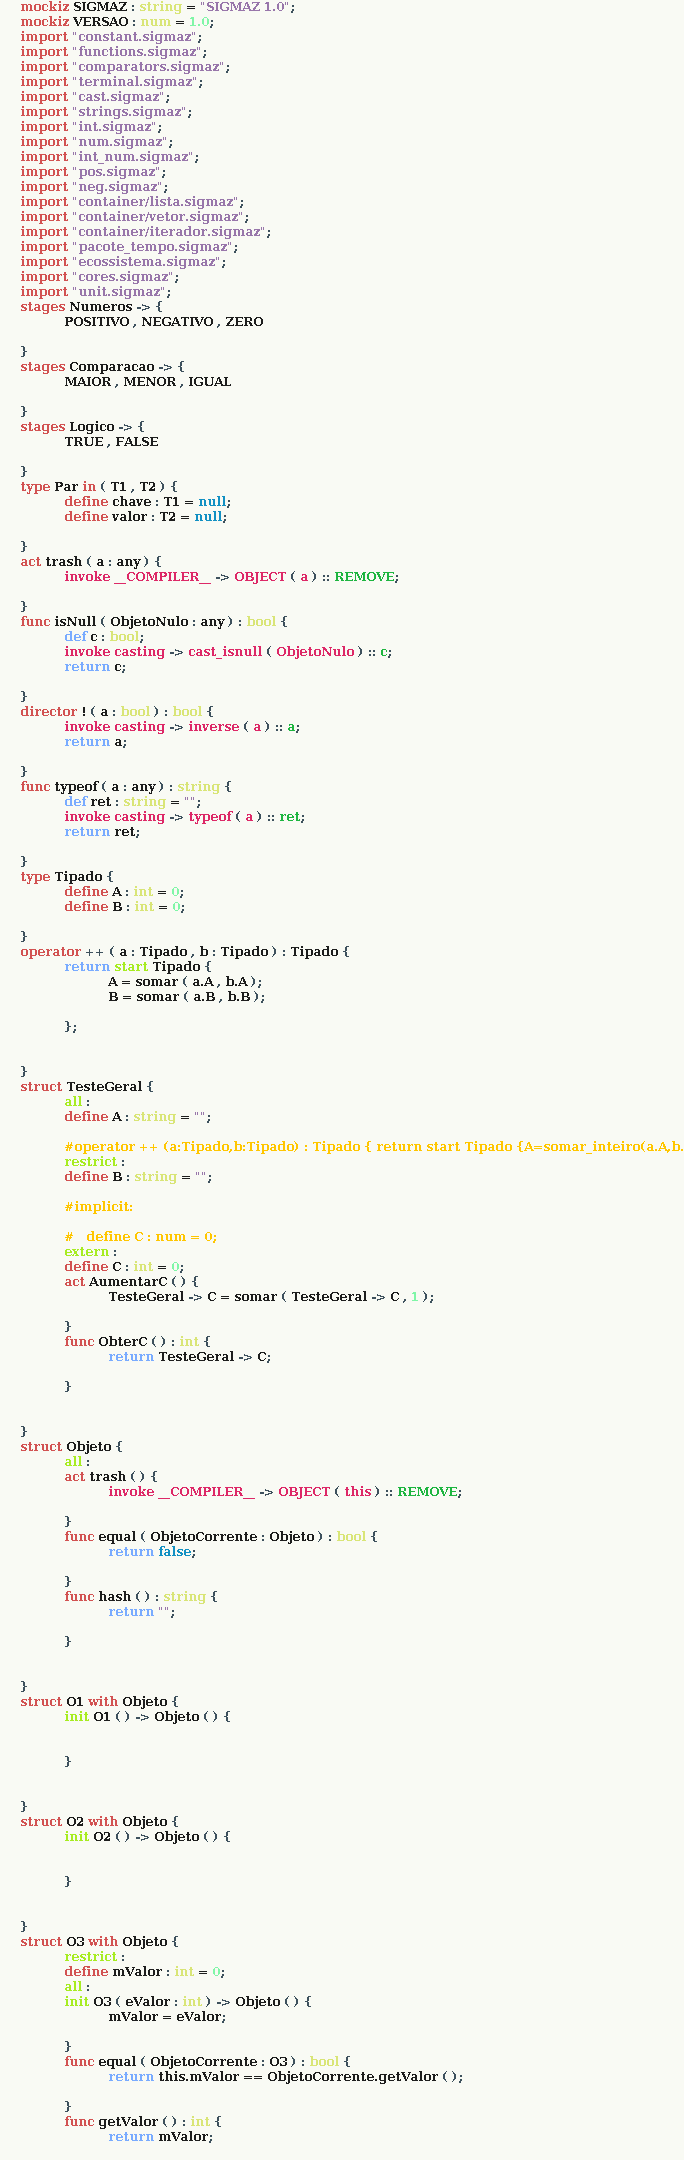 mockiz SIGMAZ : string = "SIGMAZ 1.0";
mockiz VERSAO : num = 1.0;
import "constant.sigmaz";
import "functions.sigmaz";
import "comparators.sigmaz";
import "terminal.sigmaz";
import "cast.sigmaz";
import "strings.sigmaz";
import "int.sigmaz";
import "num.sigmaz";
import "int_num.sigmaz";
import "pos.sigmaz";
import "neg.sigmaz";
import "container/lista.sigmaz";
import "container/vetor.sigmaz";
import "container/iterador.sigmaz";
import "pacote_tempo.sigmaz";
import "ecossistema.sigmaz";
import "cores.sigmaz";
import "unit.sigmaz";
stages Numeros -> {
POSITIVO , NEGATIVO , ZERO
}
stages Comparacao -> {
MAIOR , MENOR , IGUAL
}
stages Logico -> {
TRUE , FALSE
}
type Par in ( T1 , T2 ) {
define chave : T1 = null;
define valor : T2 = null;
}
act trash ( a : any ) {
invoke __COMPILER__ -> OBJECT ( a ) :: REMOVE;
}
func isNull ( ObjetoNulo : any ) : bool {
def c : bool;
invoke casting -> cast_isnull ( ObjetoNulo ) :: c;
return c;
}
director ! ( a : bool ) : bool {
invoke casting -> inverse ( a ) :: a;
return a;
}
func typeof ( a : any ) : string {
def ret : string = "";
invoke casting -> typeof ( a ) :: ret;
return ret;
}
type Tipado {
define A : int = 0;
define B : int = 0;
}
operator ++ ( a : Tipado , b : Tipado ) : Tipado {
return start Tipado {
A = somar ( a.A , b.A );
B = somar ( a.B , b.B );
};
}
struct TesteGeral {
all :
define A : string = "";
#operator ++ (a:Tipado,b:Tipado) : Tipado { return start Tipado {A=somar_inteiro(a.A,b.
restrict :
define B : string = "";
#implicit:
#   define C : num = 0;
extern :
define C : int = 0;
act AumentarC ( ) {
TesteGeral -> C = somar ( TesteGeral -> C , 1 );
}
func ObterC ( ) : int {
return TesteGeral -> C;
}
}
struct Objeto {
all :
act trash ( ) {
invoke __COMPILER__ -> OBJECT ( this ) :: REMOVE;
}
func equal ( ObjetoCorrente : Objeto ) : bool {
return false;
}
func hash ( ) : string {
return "";
}
}
struct O1 with Objeto {
init O1 ( ) -> Objeto ( ) {
}
}
struct O2 with Objeto {
init O2 ( ) -> Objeto ( ) {
}
}
struct O3 with Objeto {
restrict :
define mValor : int = 0;
all :
init O3 ( eValor : int ) -> Objeto ( ) {
mValor = eValor;
}
func equal ( ObjetoCorrente : O3 ) : bool {
return this.mValor == ObjetoCorrente.getValor ( );
}
func getValor ( ) : int {
return mValor;